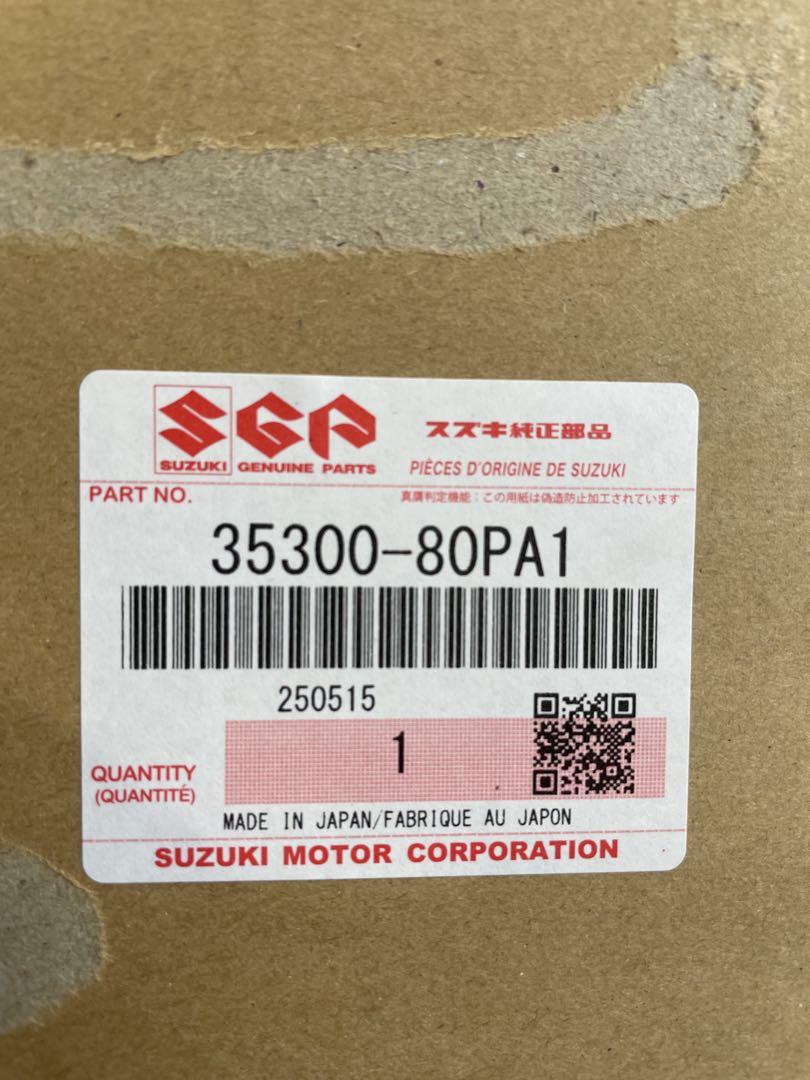 SGP
SUZUKI GENUINE PARTS
スズキ純正部品
PIÈCES D'ORIGINE DE SUZUKI
PART NO.
真贋判定機能:この用紙は偽造防止加工されています
35300-80PA1
250515
1
QUANTITY
(QUANTITÉ)
MADE IN JAPAN/FABRIQUE AU JAPON
SUZUKI MOTOR CORPORATION